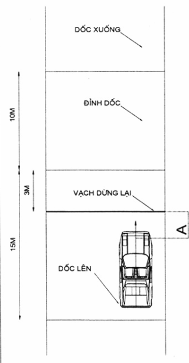 DỐC XUỐNG
ĐỈNH DỐC
10M
VẠCH DỪNG LẠI
3M
A
15M
DỐC LÊN